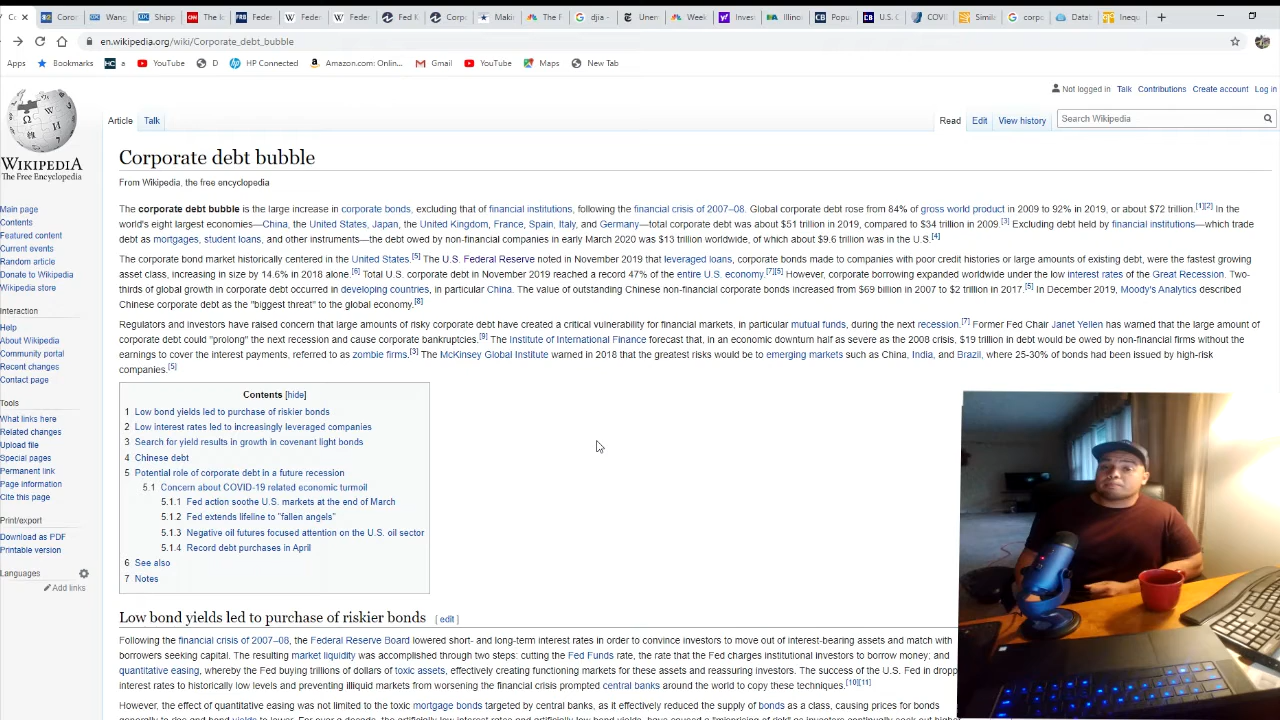 Coro
Wang
Shipp
The k
Feder
Feder
Feder
Fed K
Corp
Makin
The F
djia -
Unem
Week
Inves
Illino
Popu
U.S. C
COVI
Simila
corpo
Datab
Inequ
en.wikipedia.org/wiki/Corporate_debt_bubble
Apps Bookmarks a YouTube D HP Connected Amazon.com: Onlin... Gmail YouTube Maps New Tab
Not logged in Talk Contributions Create account Log in
Article Talk Read Edit View history Search Wikipedia
WIKIPEDIA
The Free Encyclopedia
Main page
Contents
Featured content
Current events
Random article
Donate to Wikipedia
Wikipedia store
Interaction
Help
About Wikipedia
Community portal
Recent changes
Contact page
Tools
What links here
Related changes
Upload file
Special pages
Permanent link
Page information
Cite this page
Print/export
Download as PDF
Printable version
Languages
Add links
Corporate debt bubble
From Wikipedia, the free encyclopedia
The corporate debt bubble is the large increase in corporate bonds, excluding that of financial institutions, following the financial crisis of 2007–08. Global corporate debt rose from 84% of gross world product in 2009 to 92% in 2019, or about $72 trillion.[1][2] In the
world's eight largest economies—China, the United States, Japan, the United Kingdom, France, Spain, Italy, and Germany—total corporate debt was about $51 trillion in 2019, compared to $34 trillion in 2009.[3] Excluding debt held by financial institutions—which trade
debt as mortgages, student loans, and other instruments—the debt owed by non-financial companies in early March 2020 was $13 trillion worldwide, of which about $9.6 trillion was in the U.S.[4]
The corporate bond market historically centered in the United States.[5] The U.S. Federal Reserve noted in November 2019 that leveraged loans, corporate bonds made to companies with poor credit histories or large amounts of existing debt, were the fastest growing
asset class, increasing in size by 14.6% in 2018 alone.[6] Total U.S. corporate debt in November 2019 reached a record 47% of the entire U.S. economy.[7][5] However, corporate borrowing expanded worldwide under the low interest rates of the Great Recession. Two-
thirds of global growth in corporate debt occurred in developing countries, in particular China. The value of outstanding Chinese non-financial corporate bonds increased from $69 billion in 2007 to $2 trillion in 2017.[5] In December 2019, Moody's Analytics described
Chinese corporate debt as the "biggest threat" to the global economy.[8]
Regulators and investors have raised concern that large amounts of risky corporate debt have created a critical vulnerability for financial markets, in particular mutual funds, during the next recession.[7] Former Fed Chair Janet Yellen has warned that the large amount of
corporate debt could "prolong" the next recession and cause corporate bankruptcies.[9] The Institute of International Finance forecast that, in an economic downturn half as severe as the 2008 crisis, $19 trillion in debt would be owed by non-financial firms without the
earnings to cover the interest payments, referred to as zombie firms.[3] The McKinsey Global Institute warned in 2018 that the greatest risks would be to emerging markets such as China, India, and Brazil, where 25-30% of bonds had been issued by high-risk
companies.[5]
Contents [hide]
1 Low bond yields led to purchase of riskier bonds
2 Low interest rates led to increasingly leveraged companies
3 Search for yield results in growth in covenant light bonds
4 Chinese debt
5 Potential role of corporate debt in a future recession
5.1 Concern about COVID-19 related economic turmoil
5.1.1 Fed action soothe U.S. markets at the end of March
5.1.2 Fed extends lifeline to "fallen angels"
5.1.3 Negative oil futures focused attention on the U.S. oil sector
5.1.4 Record debt purchases in April
6 See also
7 Notes
Low bond yields led to purchase of riskier bonds [ edit ]
Following the financial crisis of 2007–08, the Federal Reserve Board lowered short- and long-term interest rates in order to convince investors to move out of interest-bearing assets and match with
borrowers seeking capital. The resulting market liquidity was accomplished through two steps: cutting the Fed Funds rate, the rate that the Fed charges institutional investors to borrow money; and
quantitative easing, whereby the Fed buying trillions of dollars of toxic assets, effectively creating functioning markets for these assets and reassuring investors. The success of the U.S. Fed in dropp
interest rates to historically low levels and preventing illiquid markets from worsening the financial crisis prompted central banks around the world to copy these techniques.[10][11]
However, the effect of quantitative easing was not limited to the toxic mortgage bonds targeted by central banks, as it effectively reduced the supply of bonds as a class, causing prices for bonds